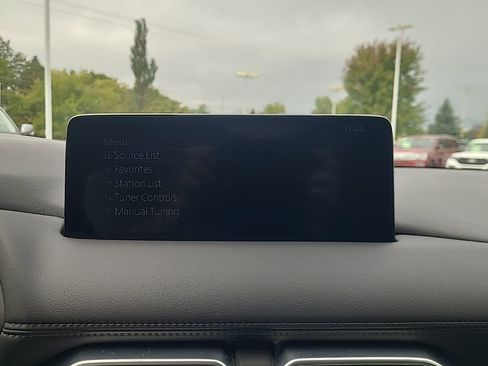 11:44
Menu
Source List
Favorites
Station List
Tuner Controls
Manual Tuning